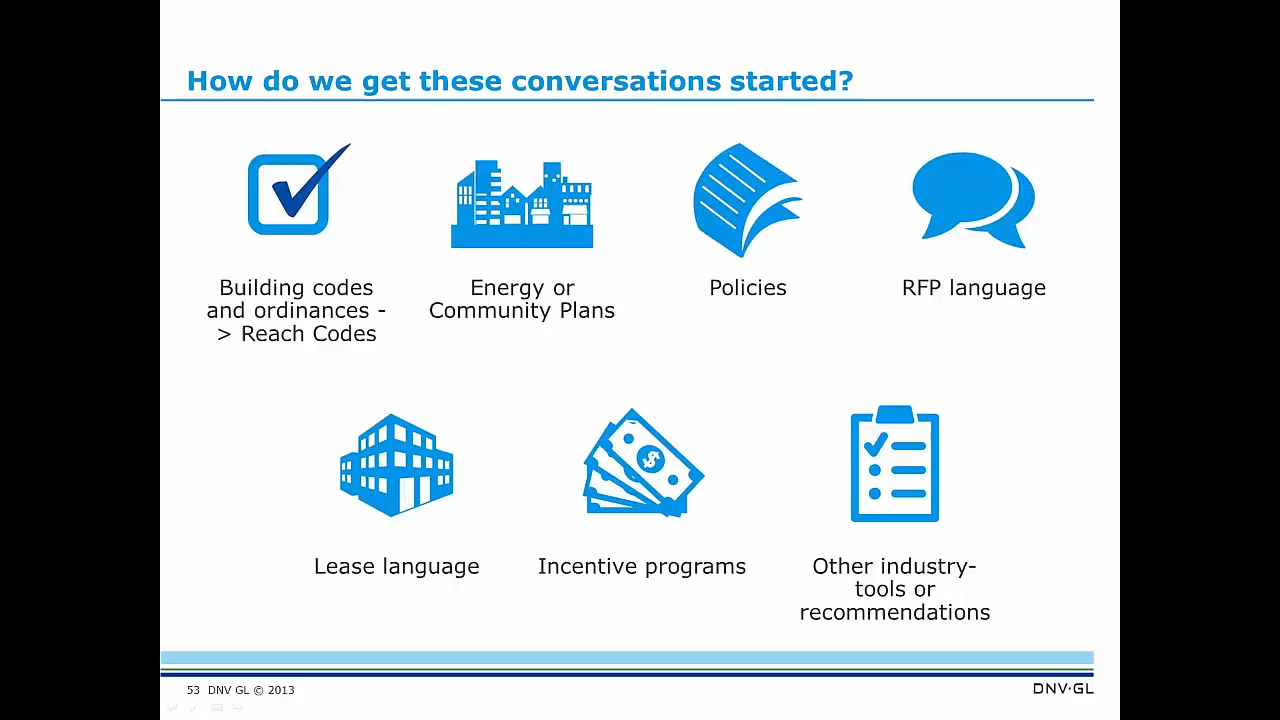 How do we get these conversations started?
Building codes
and ordinances -
> Reach Codes
Energy or
Community Plans
Policies
RFP language
Lease language
$
Incentive programs
Other industry-
tools or
recommendations
53 DNV GL © 2013
DNV·GL